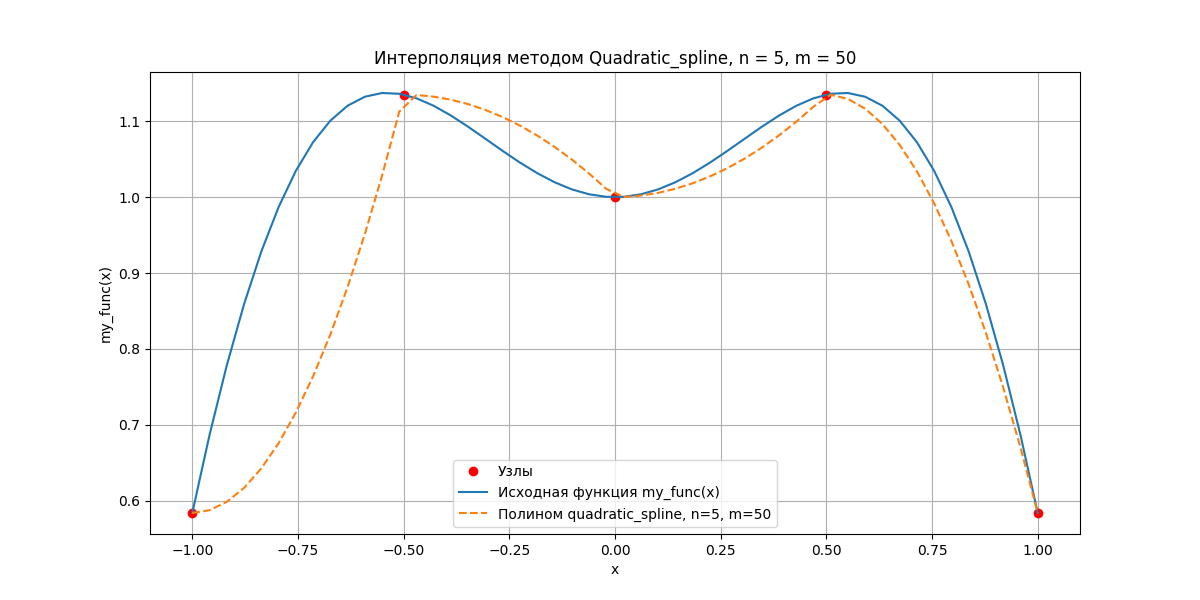 Интерполяция методом Quadratic_spline, n = 5, m = 50
my_func(x)
1.1
1.0
0.9
0.8
0.7
0.6
Узлы
Исходная функция my_func(x)
Полином quadratic_spline, n=5, m=50
−1.00 −0.75 −0.50 −0.25 0.00 0.25 0.50 0.75 1.00
x